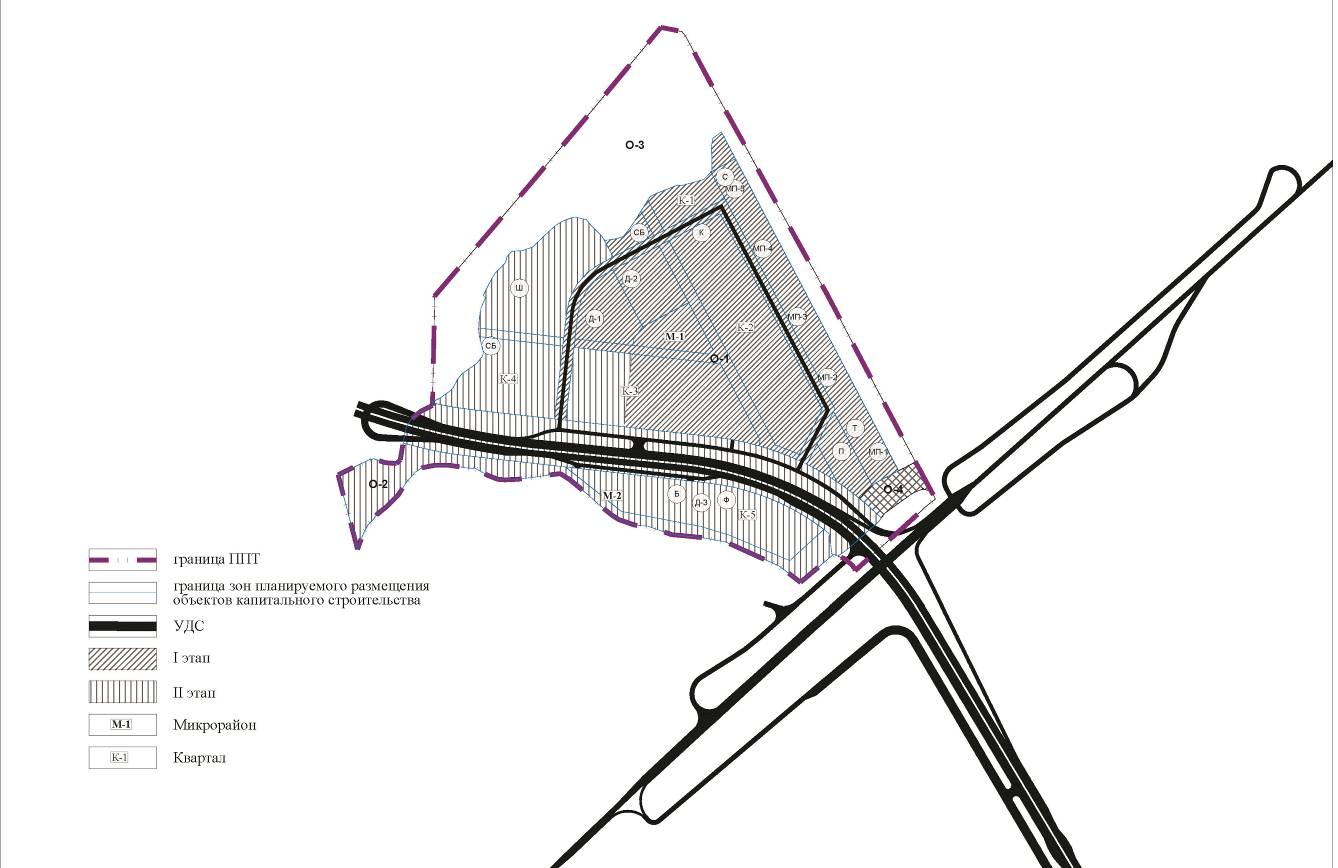 О-3
С
МП-5
К-1
СБ
К
МП-4
Д-2
Ш
Д-1
МП-3
К-2
М-1
СБ
О-1
К-4
К-3
МП-2
Т
П
МП-1
О-2
О-4
М-2
Б
Д-3
Ф
К-5
граница ППТ
граница зон планируемого размещения
объектов капитального строительства
УДС
I этап
II этап
М-1
Микрорайон
К-1
Квартал